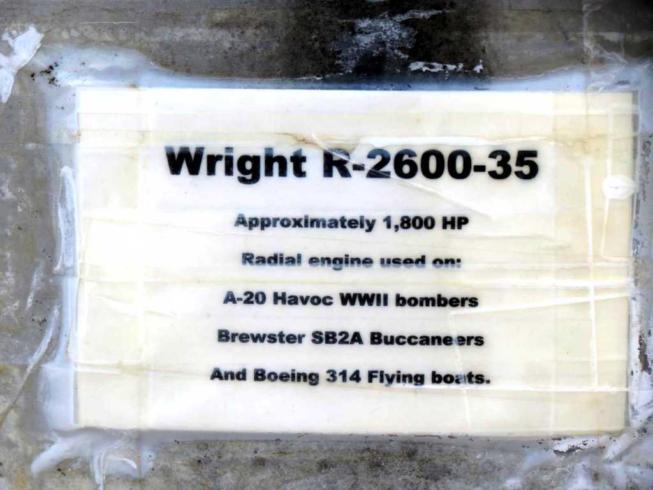 Wright R-2600-35
Approximately 1,800 HP
Radial engine used on:
A-20 Havoc WWII bombers
Brewster SB2A Buccaneers
And Boeing 314 Flying boats.